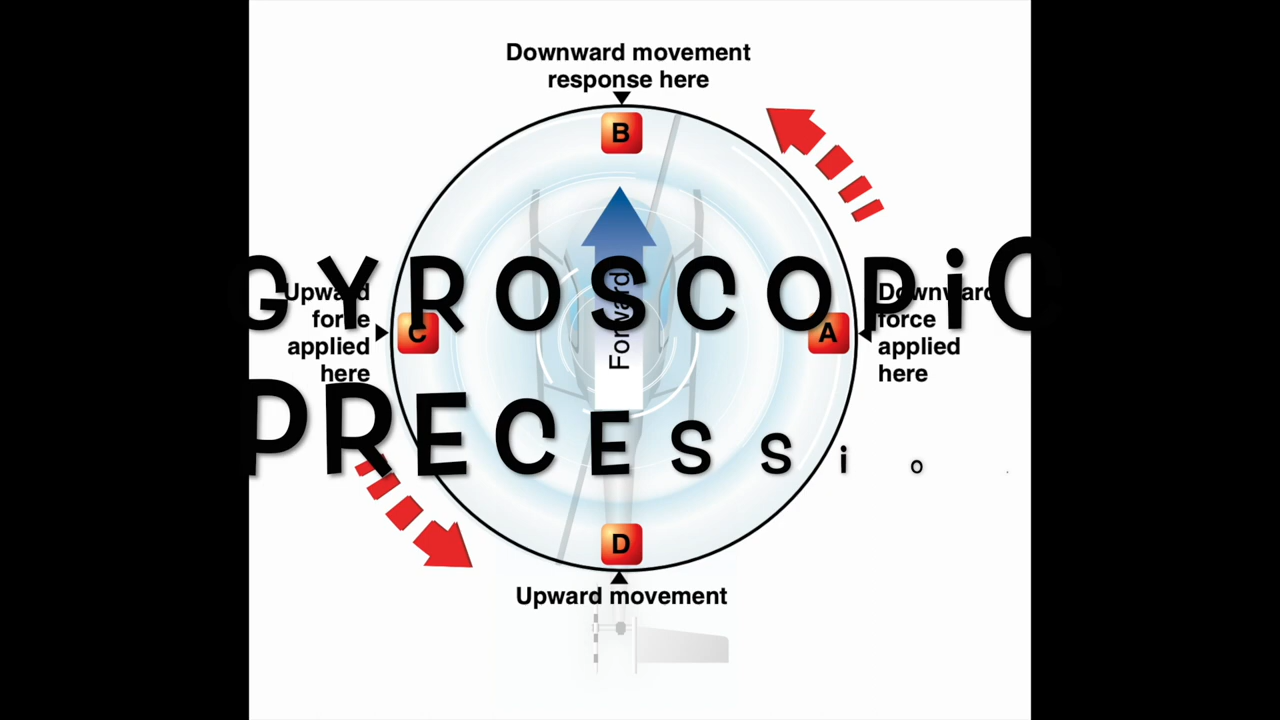 Downward movement
response here
B
GYROSCOPiC
Upward
force
applied
here
C
Forward
A
Downward
force
applied
here
PRECESSio
D
Upward movement